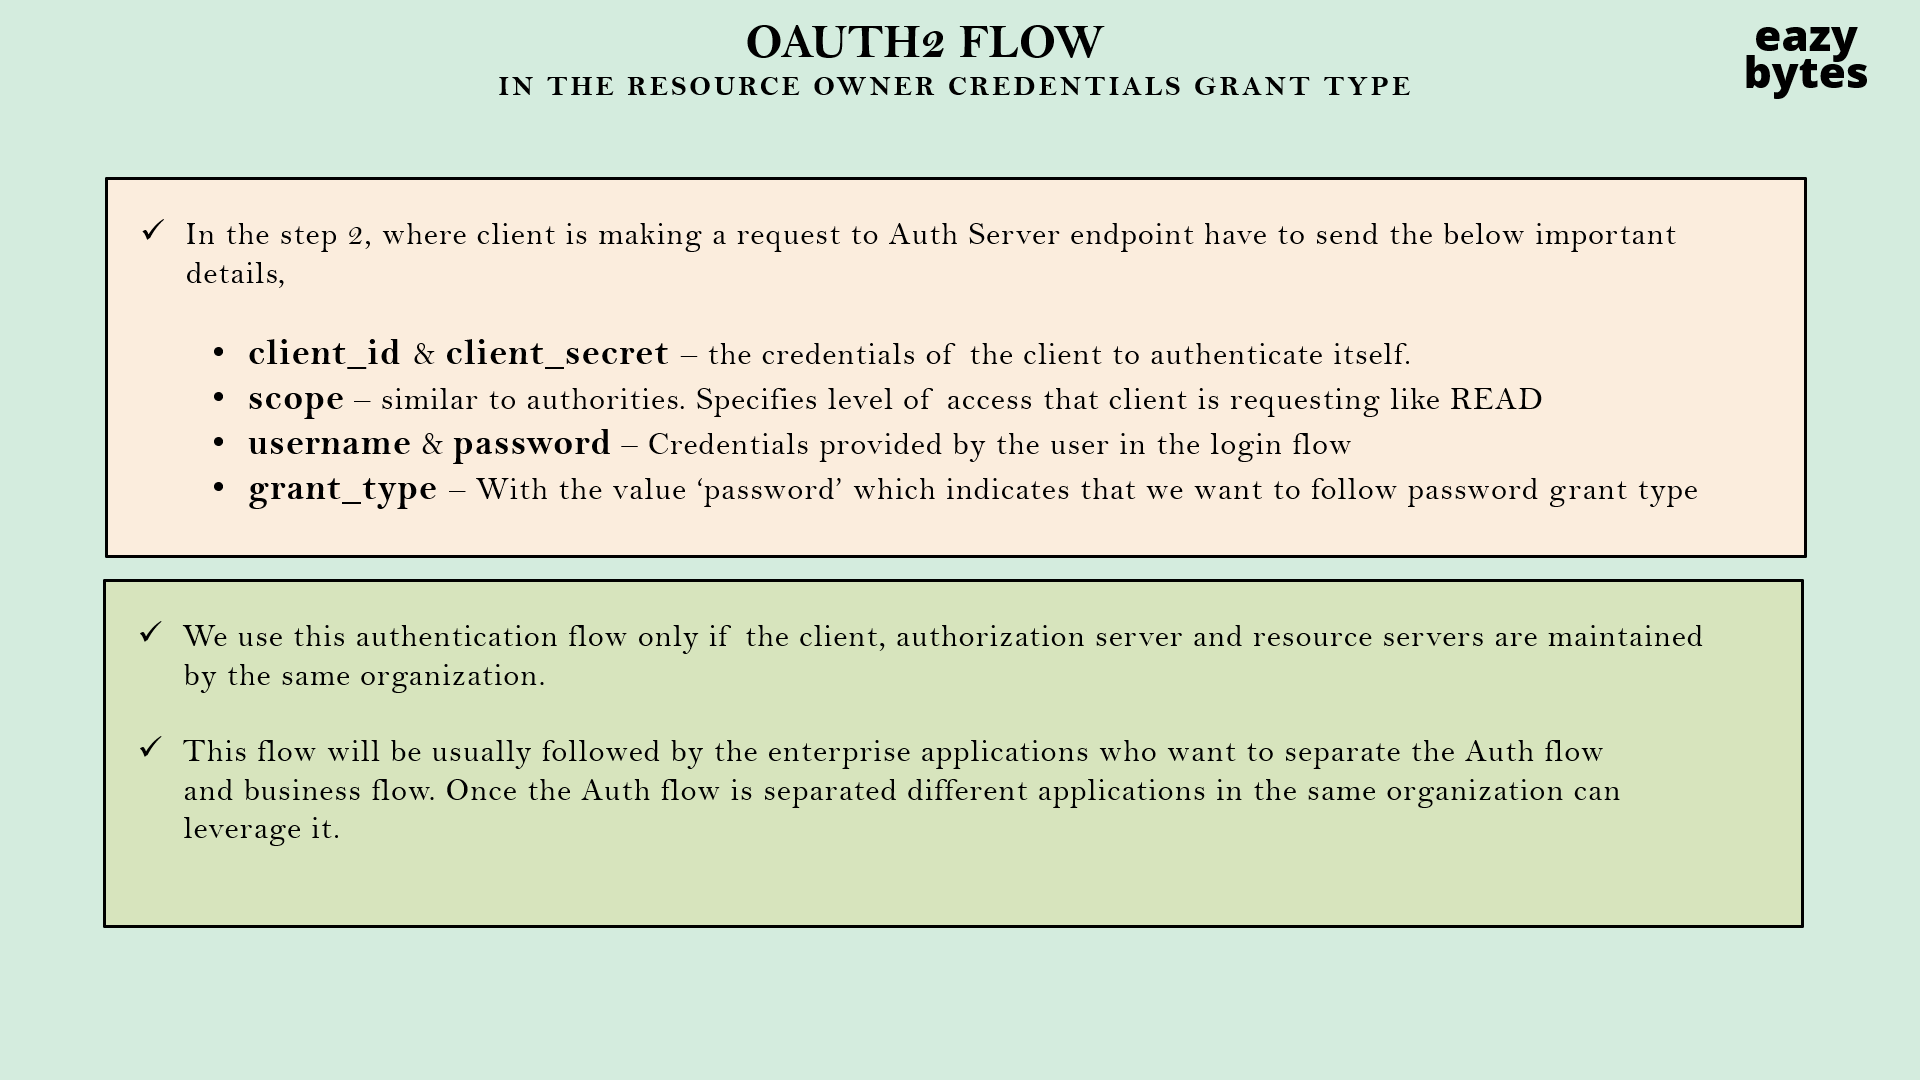 OAUTH2 FLOW
IN THE RESOURCE OWNER CREDENTIALS GRANT TYPE
eazy
bytes
✓ In the step 2, where client is making a request to Auth Server endpoint have to send the below important
details,
• client_id & client_secret – the credentials of the client to authenticate itself.
• scope – similar to authorities. Specifies level of access that client is requesting like READ
• username & password – Credentials provided by the user in the login flow
• grant_type – With the value ‘password’ which indicates that we want to follow password grant type
✓ We use this authentication flow only if the client, authorization server and resource servers are maintained
by the same organization.
✓ This flow will be usually followed by the enterprise applications who want to separate the Auth flow
and business flow. Once the Auth flow is separated different applications in the same organization can
leverage it.